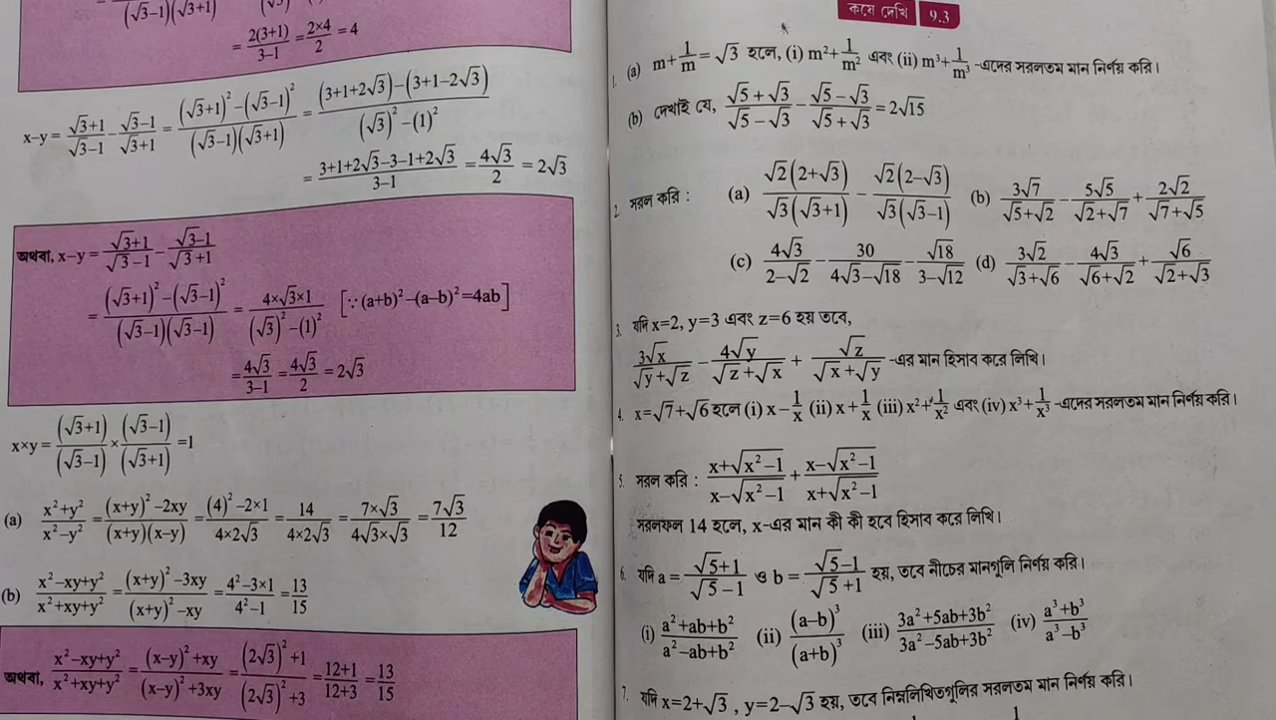 (√3−1)(√3+1)
= 2(3+1)/3−1 = 2×4/2 = 4
x−y = √3+1/√3−1 − √3−1/√3+1 = (√3+1)²−(√3−1)²/(√3−1)(√3+1) = (3+1+2√3)−(3+1−2√3)/(√3)²−(1)²
= 3+1+2√3−3−1+2√3/3−1 = 4√3/2 = 2√3
অথবা, x−y = √3+1/√3−1 − √3−1/√3+1
= (√3+1)²−(√3−1)²/(√3−1)(√3−1) = 4×√3×1/(√3)²−(1)² [∵(a+b)²−(a−b)²=4ab]
= 4√3/3−1 = 4√3/2 = 2√3
x×y = (√3+1)/(√3−1) × (√3−1)/(√3+1) =1
(a) x²+y²/x²−y² = (x+y)²−2xy/(x+y)(x−y) = (4)²−2×1/4×2√3 = 14/4×2√3 = 7×√3/4√3×√3 = 7√3/12
(b) x²−xy+y²/x²+xy+y² = (x+y)²−3xy/(x+y)²−xy = 4²−3×1/4²−1 = 13/15
অথবা, x²−xy+y²/x²+xy+y² = (x−y)²+xy/(x−y)²+3xy = (2√3)²+1/(2√3)²+3 = 12+1/12+3 = 13/15
কষে দেখি 9.3
1. (a) m+1/m = √3 হলে, (i) m²+1/m² এবং (ii) m³+1/m³ -এদের সরলতম মান নির্ণয় করি।
(b) দেখাই যে, √5+√3/√5−√3 − √5−√3/√5+√3 = 2√15
2. সরল করি : (a) √2(2+√3)/√3(√3+1) − √2(2−√3)/√3(√3−1) (b) 3√7/√5+√2 − 5√5/√2+√7 + 2√2/√7+√5
(c) 4√3/2−√2 − 30/4√3−√18 − √18/3−√12 (d) 3√2/√3+√6 − 4√3/√6+√2 + √6/√2+√3
3. যদি x=2, y=3 এবং z=6 হয় তবে,
3√x/√y+√z − 4√y/√z+√x + √z/√x+√y -এর মান হিসাব করে লিখি।
4. x=√7+√6 হলে (i) x−1/x (ii) x+1/x (iii) x²+1/x² এবং (iv) x³+1/x³ -এদের সরলতম মান নির্ণয় করি।
5. সরল করি : x+√x²−1/x−√x²−1 + x−√x²−1/x+√x²−1
সরলফল 14 হলে, x-এর মান কী কী হবে হিসাব করে লিখি।
6. যদি a = √5+1/√5−1 ও b = √5−1/√5+1 হয়, তবে নীচের মানগুলি নির্ণয় করি।
(i) a²+ab+b²/a²−ab+b² (ii) (a−b)³/(a+b)³ (iii) 3a²+5ab+3b²/3a²−5ab+3b² (iv) a³+b³/a³−b³
7. যদি x=2+√3, y=2−√3 হয়, তবে নিম্নলিখিতগুলির সরলতম মান নির্ণয় করি।